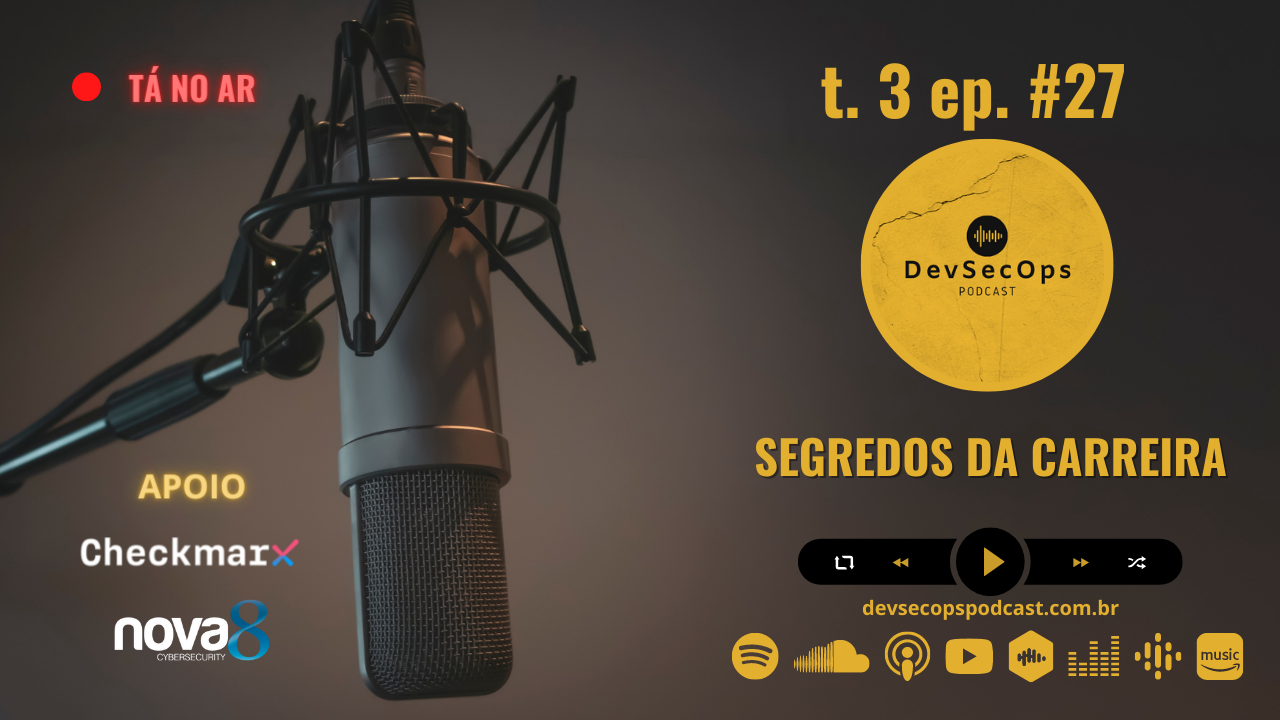 TÁ NO AR
t. 3 ep. #27
DevSecOps
PODCAST
SEGREDOS DA CARREIRA
APOIO
Checkmarx
nova8
CYBERSECURITY
devsecopspodcast.com.br
music